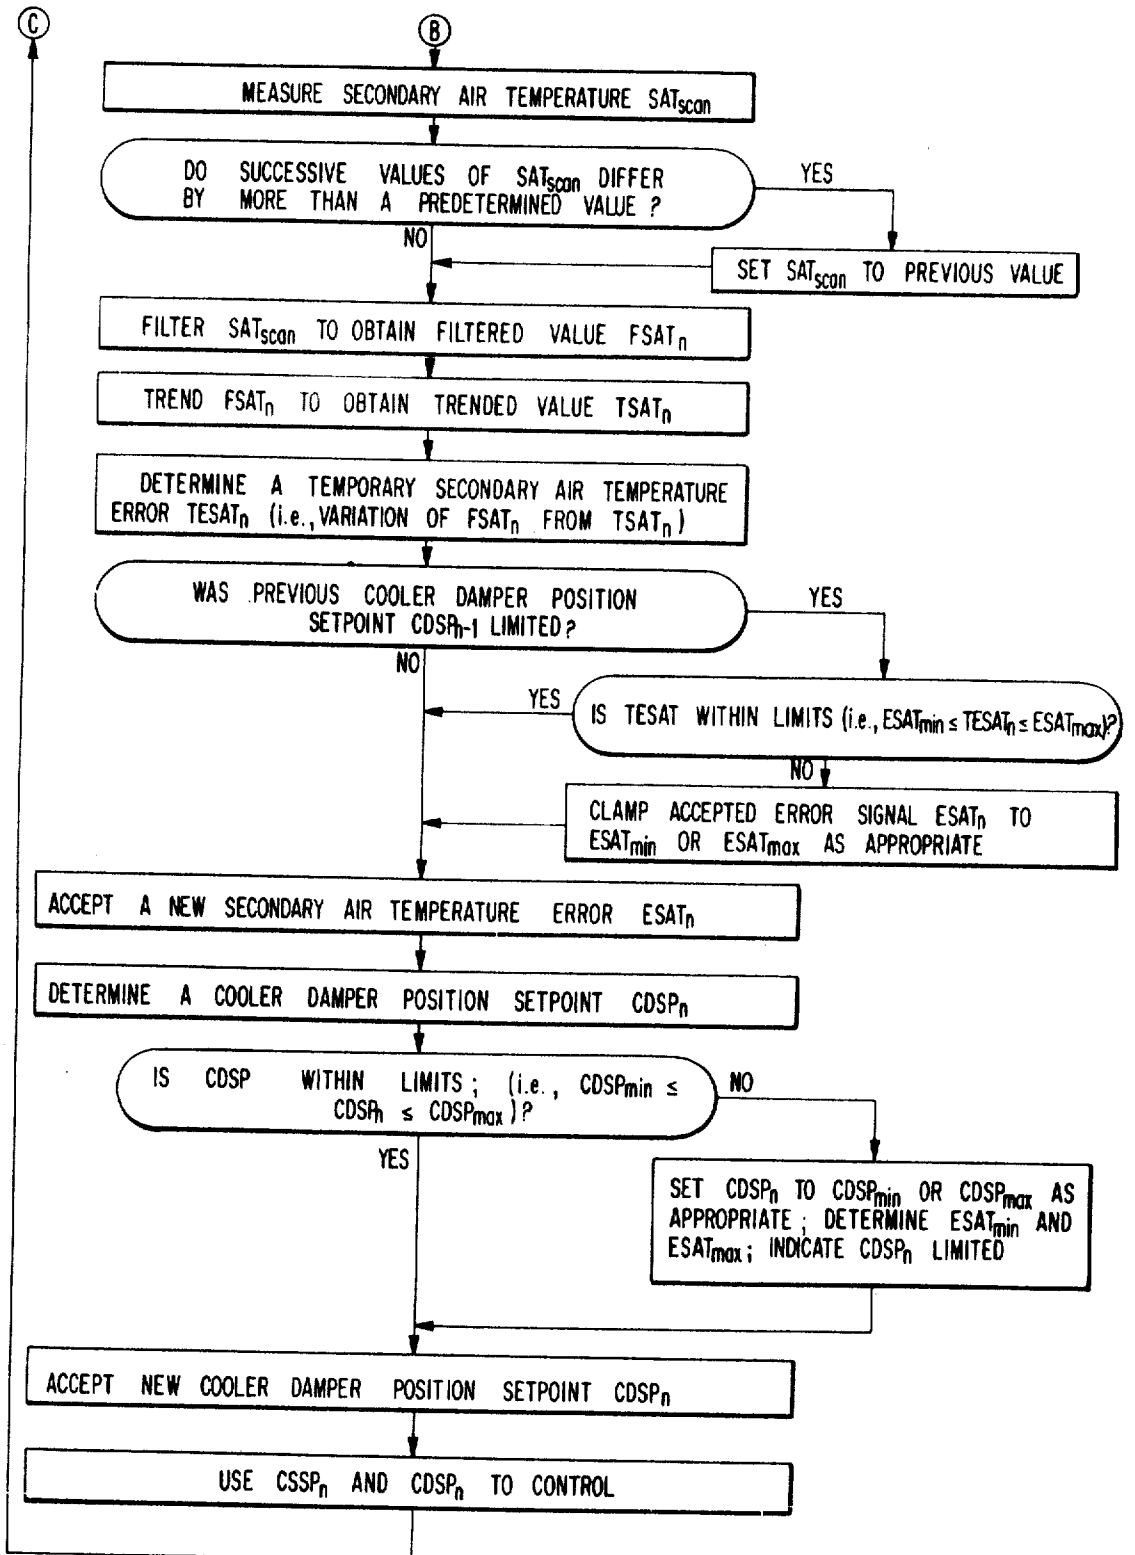 C
B
MEASURE SECONDARY AIR TEMPERATURE SATscan
DO SUCCESSIVE VALUES OF SATscan DIFFER
BY MORE THAN A PREDETERMINED VALUE ?
YES
NO
SET SATscan TO PREVIOUS VALUE
FILTER SATscan TO OBTAIN FILTERED VALUE FSATn
TREND FSATn TO OBTAIN TRENDED VALUE TSATn
DETERMINE A TEMPORARY SECONDARY AIR TEMPERATURE
ERROR TESATn (i.e., VARIATION OF FSATn FROM TSATn)
WAS PREVIOUS COOLER DAMPER POSITION
SETPOINT CDSPn-1 LIMITED?
YES
NO
YES
IS TESAT WITHIN LIMITS (i.e., ESATmin ≤ TESATn ≤ ESATmax)?
NO
CLAMP ACCEPTED ERROR SIGNAL ESATn TO
ESATmin OR ESATmax AS APPROPRIATE
ACCEPT A NEW SECONDARY AIR TEMPERATURE ERROR ESATn
DETERMINE A COOLER DAMPER POSITION SETPOINT CDSPn
IS CDSP WITHIN LIMITS; (i.e., CDSPmin ≤
CDSPn ≤ CDSPmax)?
NO
YES
SET CDSPn TO CDSPmin OR CDSPmax AS
APPROPRIATE; DETERMINE ESATmin AND
ESATmax; INDICATE CDSPn LIMITED
ACCEPT NEW COOLER DAMPER POSITION SETPOINT CDSPn
USE CSSPn AND CDSPn TO CONTROL